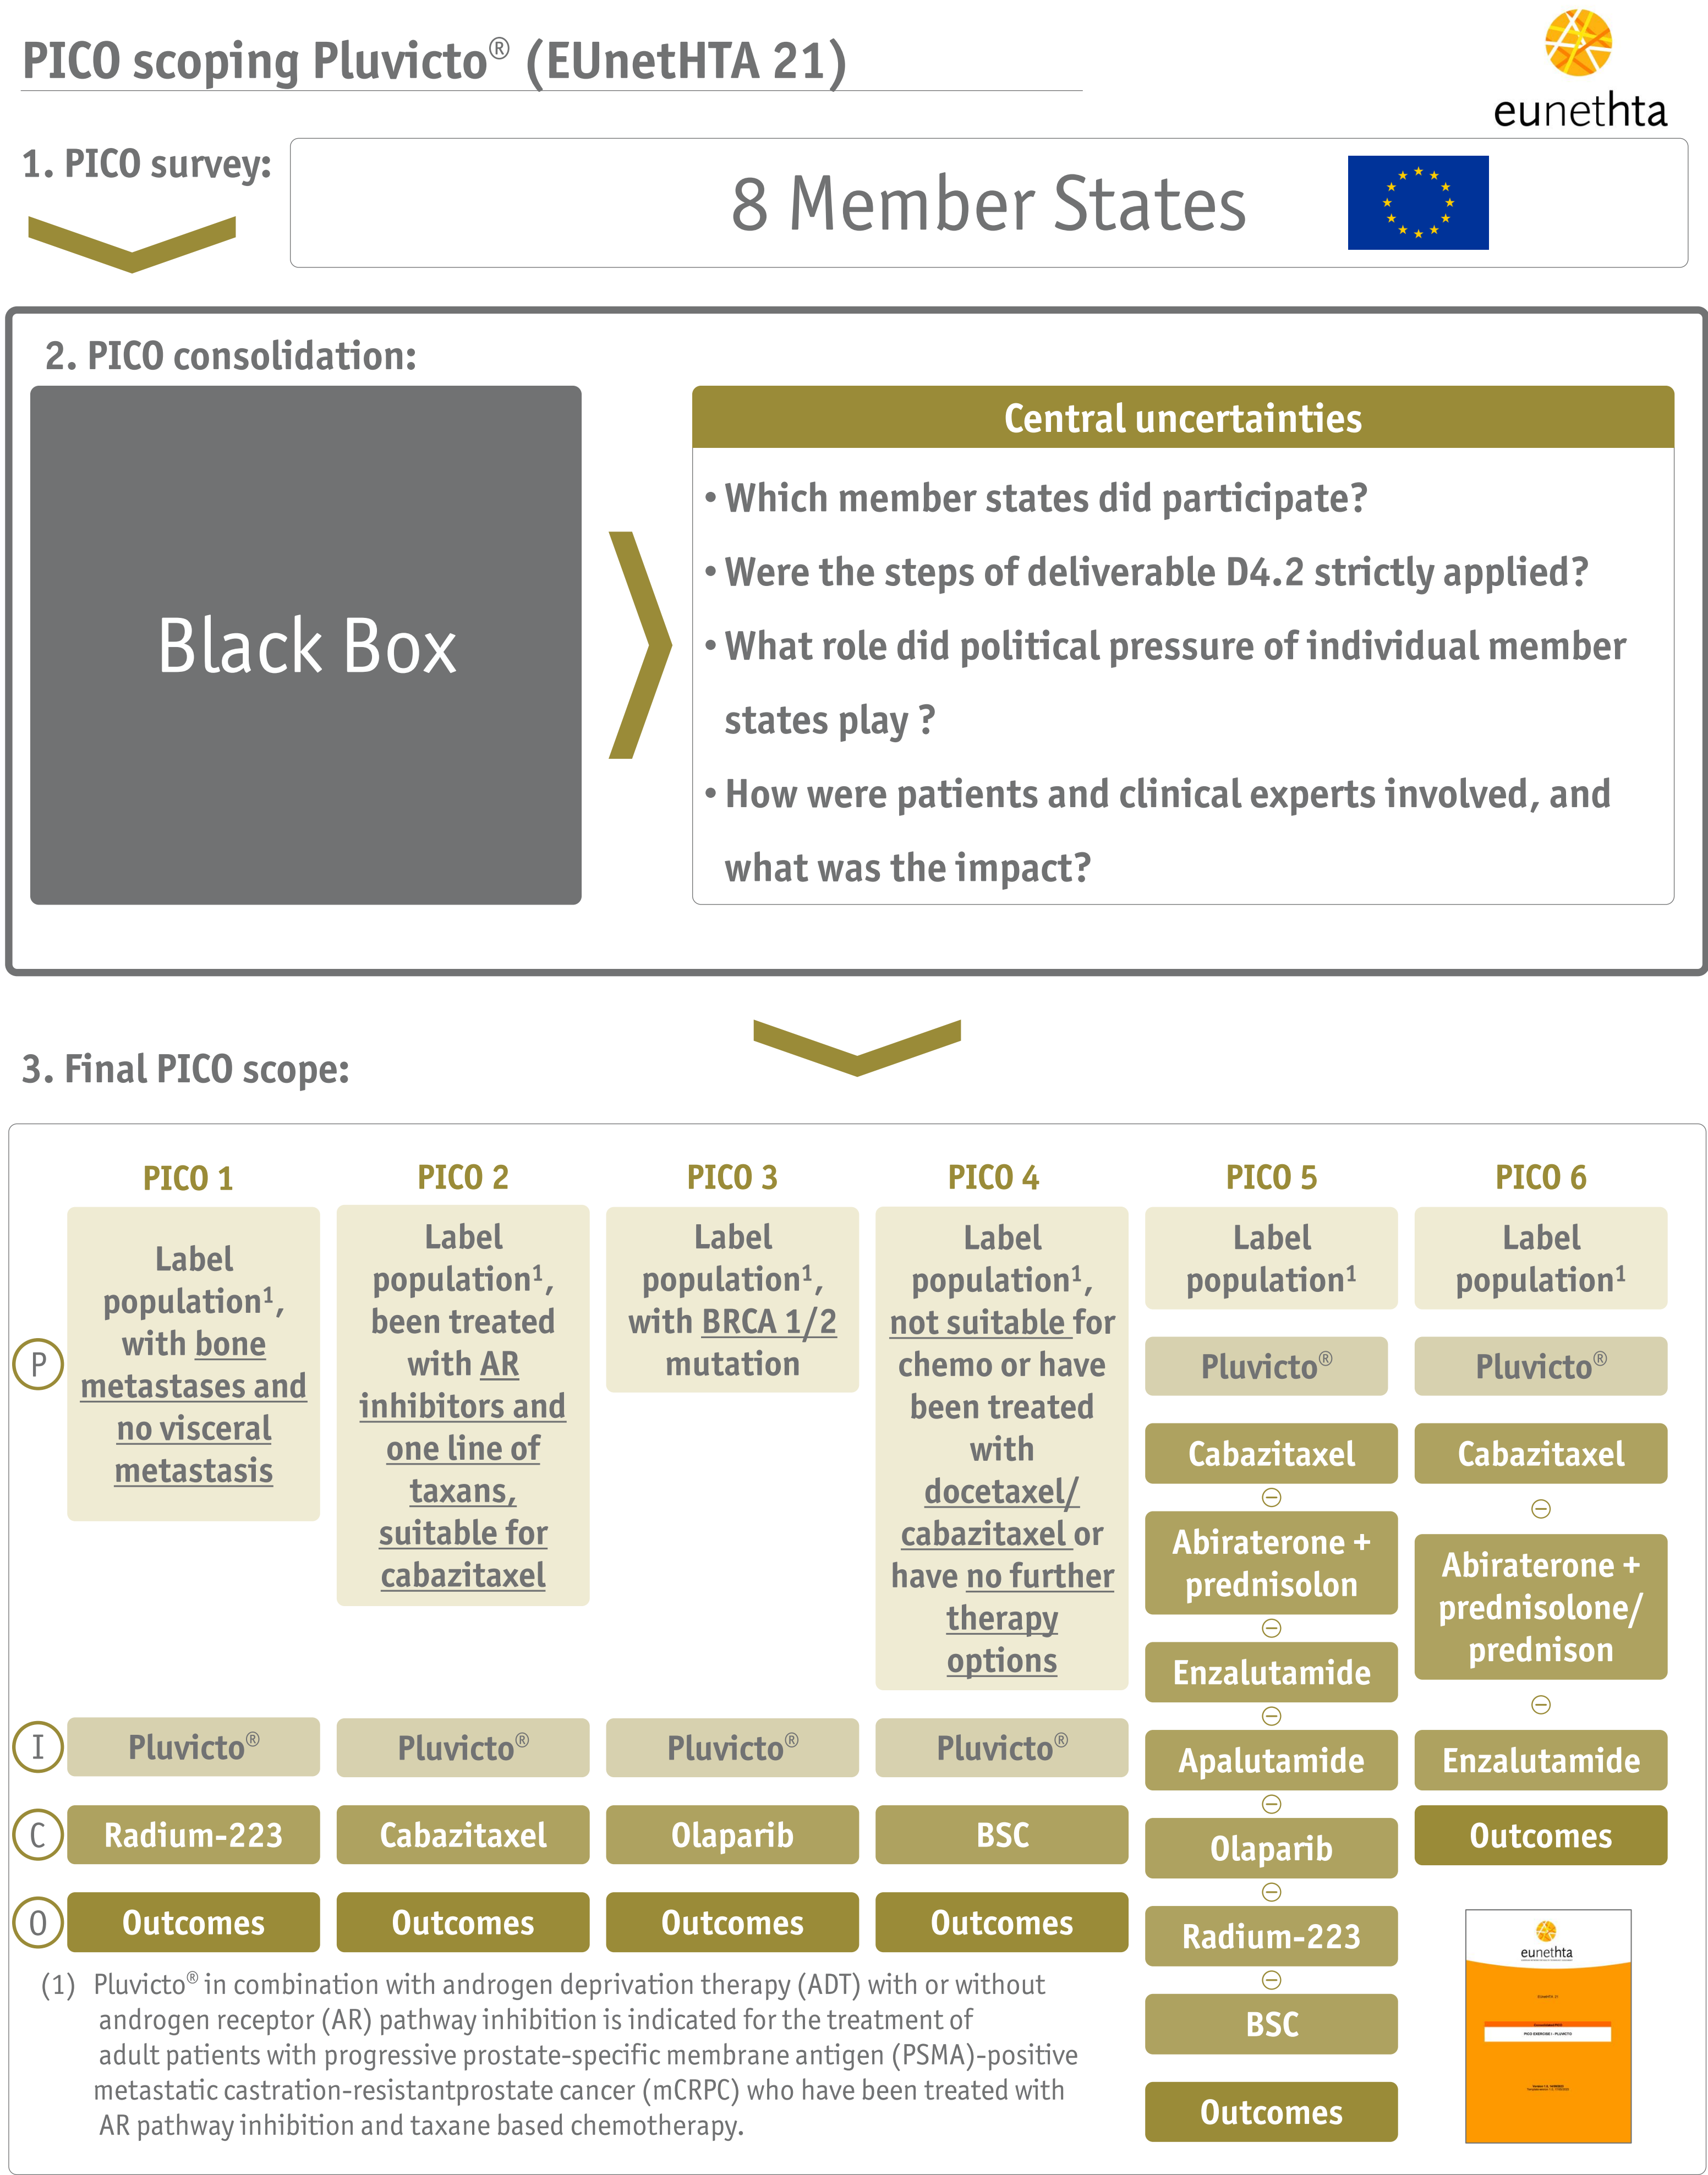 PICO scoping Pluvicto® (EUnetHTA 21)
eunethta
1. PICO survey:
8 Member States
2. PICO consolidation:
Black Box
Central uncertainties
• Which member states did participate?
• Were the steps of deliverable D4.2 strictly applied?
• What role did political pressure of individual member
states play ?
• How were patients and clinical experts involved, and
what was the impact?
3. Final PICO scope:
P
I
C
O
PICO 1
Label
population¹,
with bone
metastases and
no visceral
metastasis
Pluvicto®
Radium-223
Outcomes
PICO 2
Label
population¹,
been treated
with AR
inhibitors and
one line of
taxans,
suitable for
cabazitaxel
Pluvicto®
Cabazitaxel
Outcomes
PICO 3
Label
population¹,
with BRCA 1/2
mutation
Pluvicto®
Olaparib
Outcomes
PICO 4
Label
population¹,
not suitable for
chemo or have
been treated
with
docetaxel/
cabazitaxel or
have no further
therapy
options
Pluvicto®
BSC
Outcomes
PICO 5
Label
population¹
Pluvicto®
Cabazitaxel
Abiraterone +
prednisolon
Enzalutamide
Apalutamide
Olaparib
Radium-223
BSC
Outcomes
PICO 6
Label
population¹
Pluvicto®
Cabazitaxel
Abiraterone +
prednisolone/
prednison
Enzalutamide
Outcomes
(1) Pluvicto® in combination with androgen deprivation therapy (ADT) with or without
androgen receptor (AR) pathway inhibition is indicated for the treatment of
adult patients with progressive prostate-specific membrane antigen (PSMA)-positive
metastatic castration-resistantprostate cancer (mCRPC) who have been treated with
AR pathway inhibition and taxane based chemotherapy.
eunethta
PICO EXERCISE I - PLUVICTO